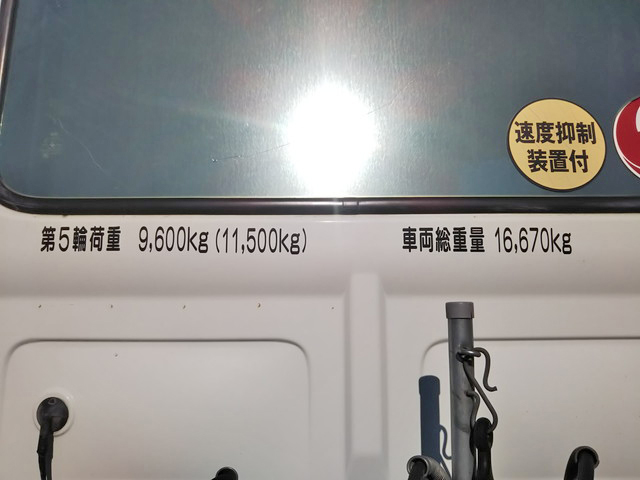 速度抑制
装置付
第5輪荷重 9,600kg (11,500kg)
車両総重量 16,670kg